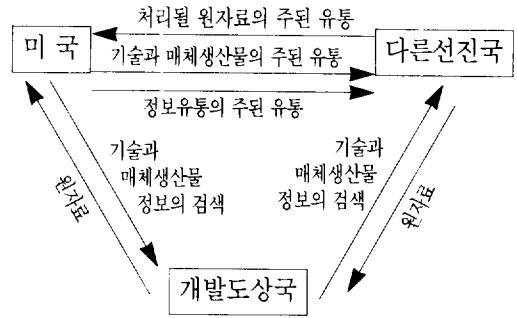 처리될 원자료의 주된 유통
미 국
다른선진국
기술과 매체생산물의 주된 유통
정보유통의 주된 유통
기술과
매체생산물
정보의 검색
기술과
매체생산물
정보의 검색
원자료
원자료
개발도상국